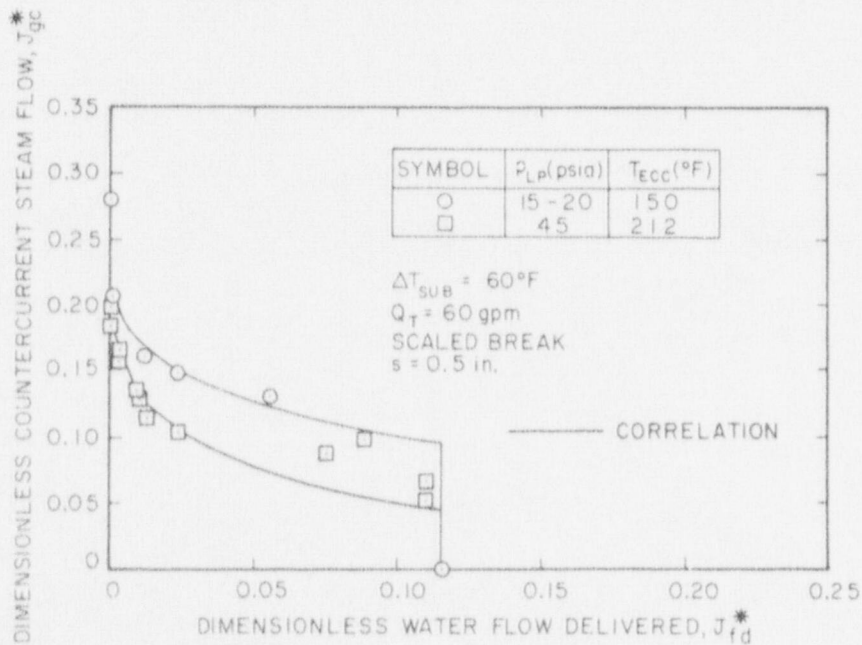 DIMENSIONLESS COUNTERCURRENT STEAM FLOW, J*gc
0.35
0.30
0.25
0.20
0.15
0.10
0.05
0
SYMBOL PLP(psia) TECC(°F)
○ 15-20 150
□ 45 212
ΔTSUB = 60°F
QT = 60 gpm
SCALED BREAK
s = 0.5 in.
CORRELATION
0 0.05 0.10 0.15 0.20 0.25
DIMENSIONLESS WATER FLOW DELIVERED, J*fd